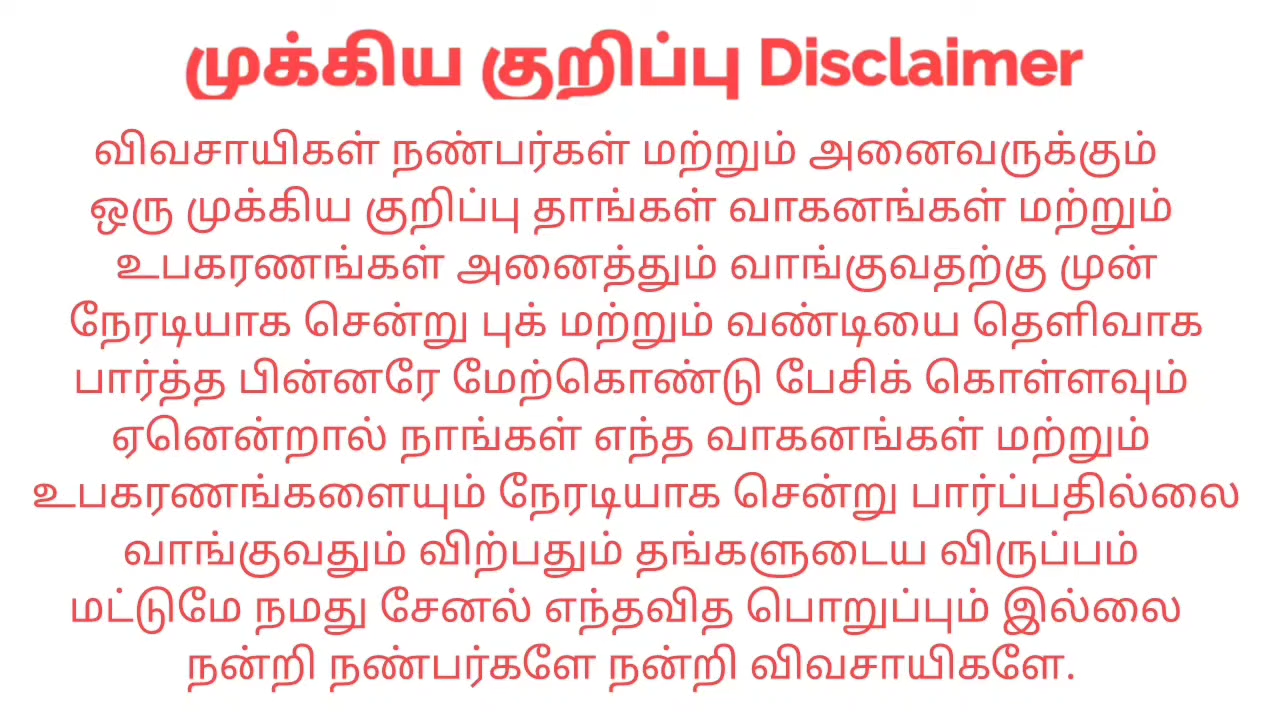 முக்கிய குறிப்பு Disclaimer
விவசாயிகள் நண்பர்கள் மற்றும் அனைவருக்கும்
ஒரு முக்கிய குறிப்பு தாங்கள் வாகனங்கள் மற்றும்
உபகரணங்கள் அனைத்தும் வாங்குவதற்கு முன்
நேரடியாக சென்று புக் மற்றும் வண்டியை தெளிவாக
பார்த்த பின்னரே மேற்கொண்டு பேசிக் கொள்ளவும்
ஏனென்றால் நாங்கள் எந்த வாகனங்கள் மற்றும்
உபகரணங்களையும் நேரடியாக சென்று பார்ப்பதில்லை
வாங்குவதும் விற்பதும் தங்களுடைய விருப்பம்
மட்டுமே நமது சேனல் எந்தவித பொறுப்பும் இல்லை
நன்றி நண்பர்களே நன்றி விவசாயிகளே.